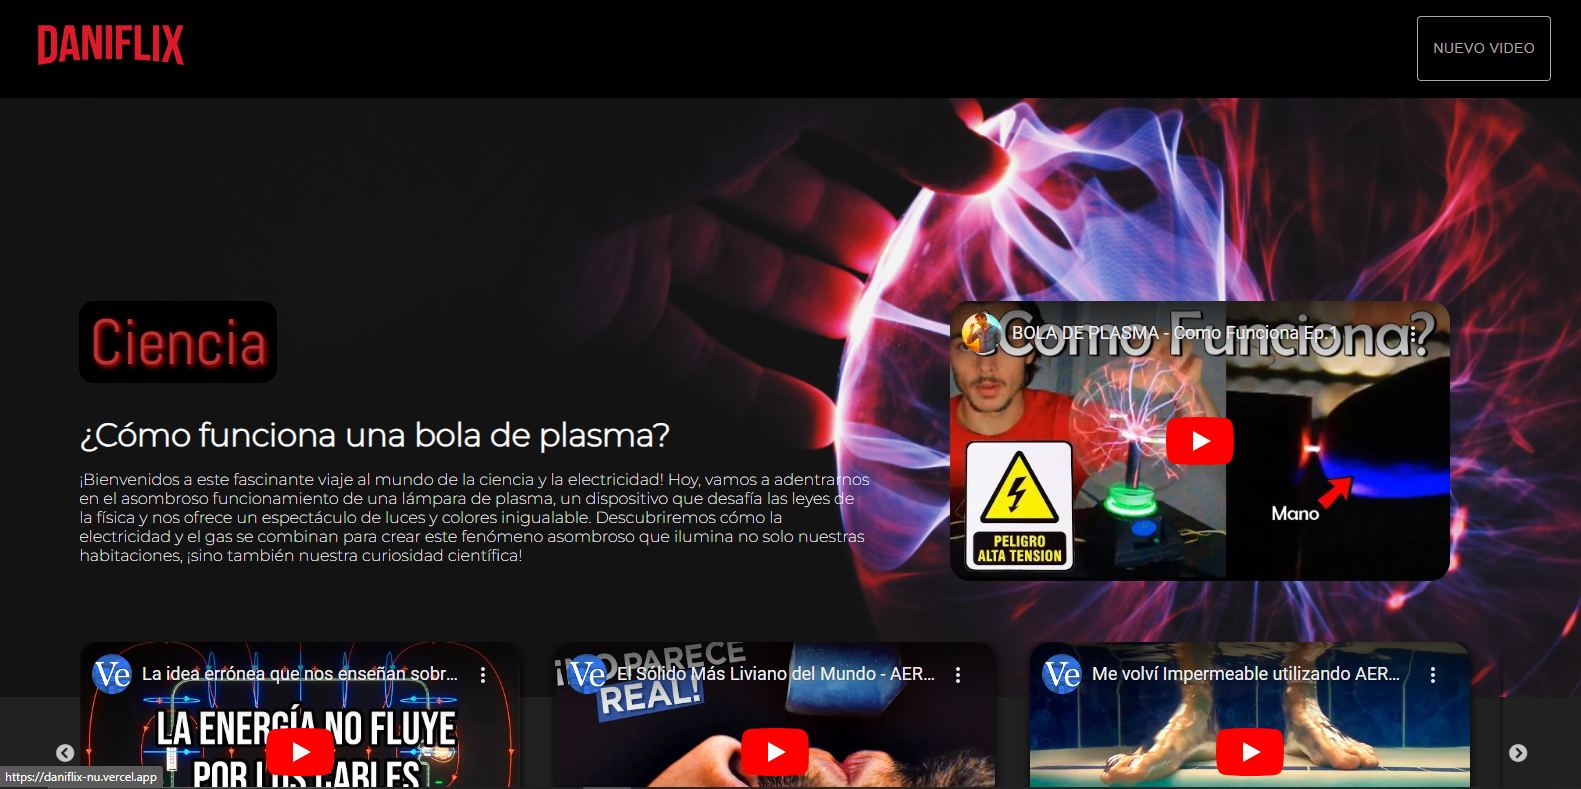 DANIFLIX
NUEVO VIDEO
Ciencia
¿Cómo funciona una bola de plasma?
¡Bienvenidos a este fascinante viaje al mundo de la ciencia y la electricidad! Hoy, vamos a adentrarnos
en el asombroso funcionamiento de una lámpara de plasma, un dispositivo que desafía las leyes de
la física y nos ofrece un espectáculo de luces y colores inigualable. Descubriremos cómo la
electricidad y el gas se combinan para crear este fenómeno asombroso que ilumina no solo nuestras
habitaciones, ¡sino también nuestra curiosidad científica!
BOLA DE PLASMA - Como Funciona Ep.1
Como Funciona?
PELIGRO
ALTA TENSION
Mano
Ve La idea errónea que nos enseñan sobr...
LA ENERGÍA NO FLUYE
POR LOS CABLES
¡NO PARECE
REAL!
Ve El Sólido Más Liviano del Mundo - AER...
Ve Me volví Impermeable utilizando AER...
https://daniflix-nu.vercel.app